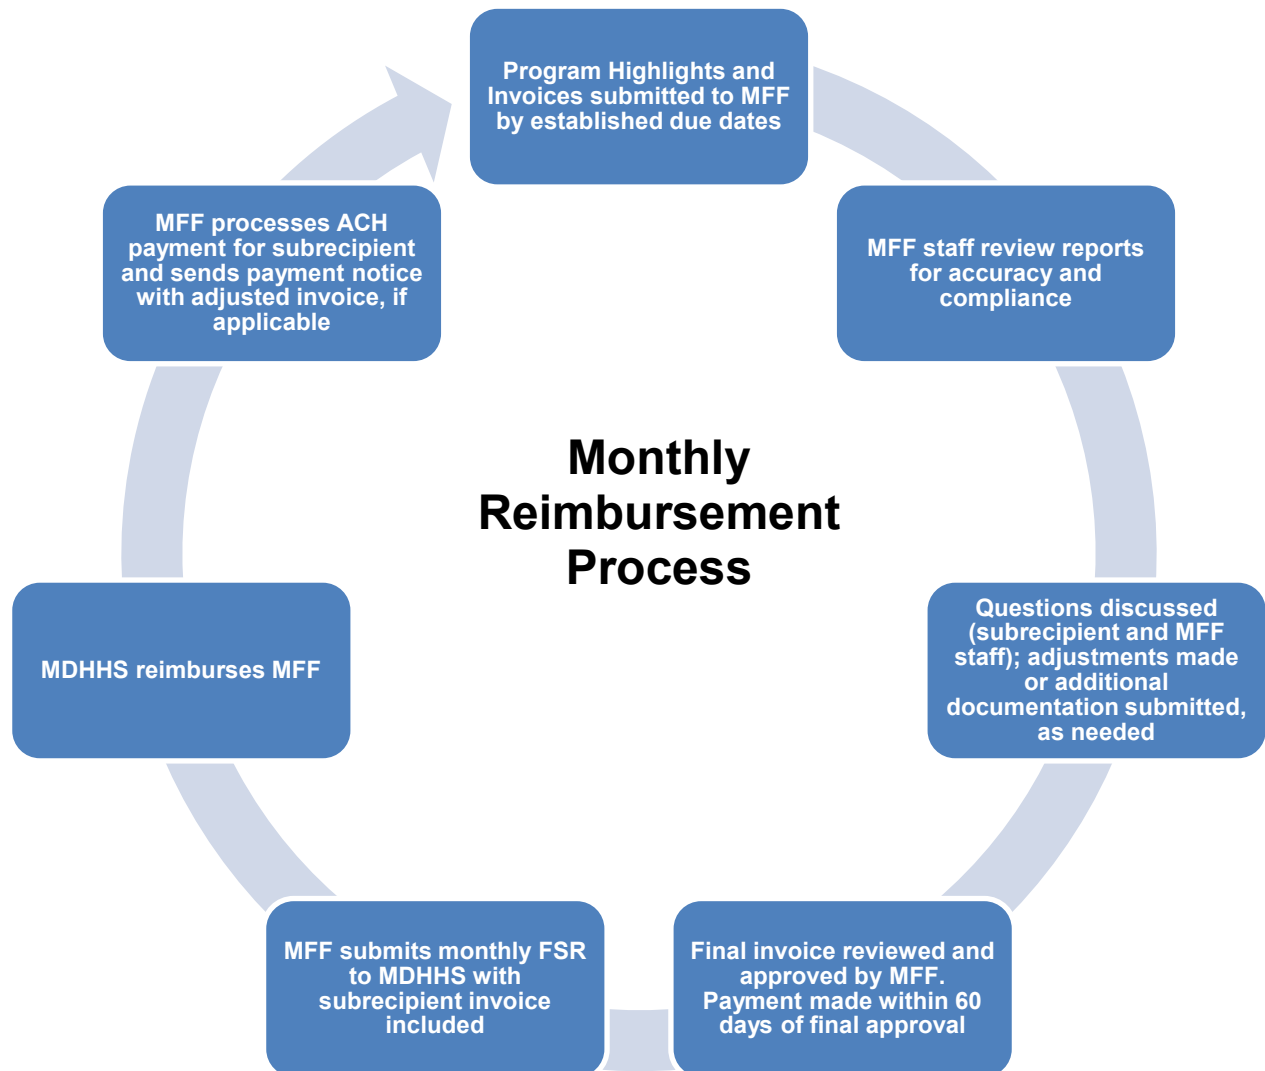 Program Highlights and
Invoices submitted to MFF
by established due dates
MFF staff review reports
for accuracy and
compliance
Questions discussed
(subrecipient and MFF
staff); adjustments made
or additional
documentation submitted,
as needed
Final invoice reviewed and
approved by MFF.
Payment made within 60
days of final approval
MFF submits monthly FSR
to MDHHS with
subrecipient invoice
included
MDHHS reimburses MFF
MFF processes ACH
payment for subrecipient
and sends payment notice
with adjusted invoice, if
applicable
Monthly
Reimbursement
Process